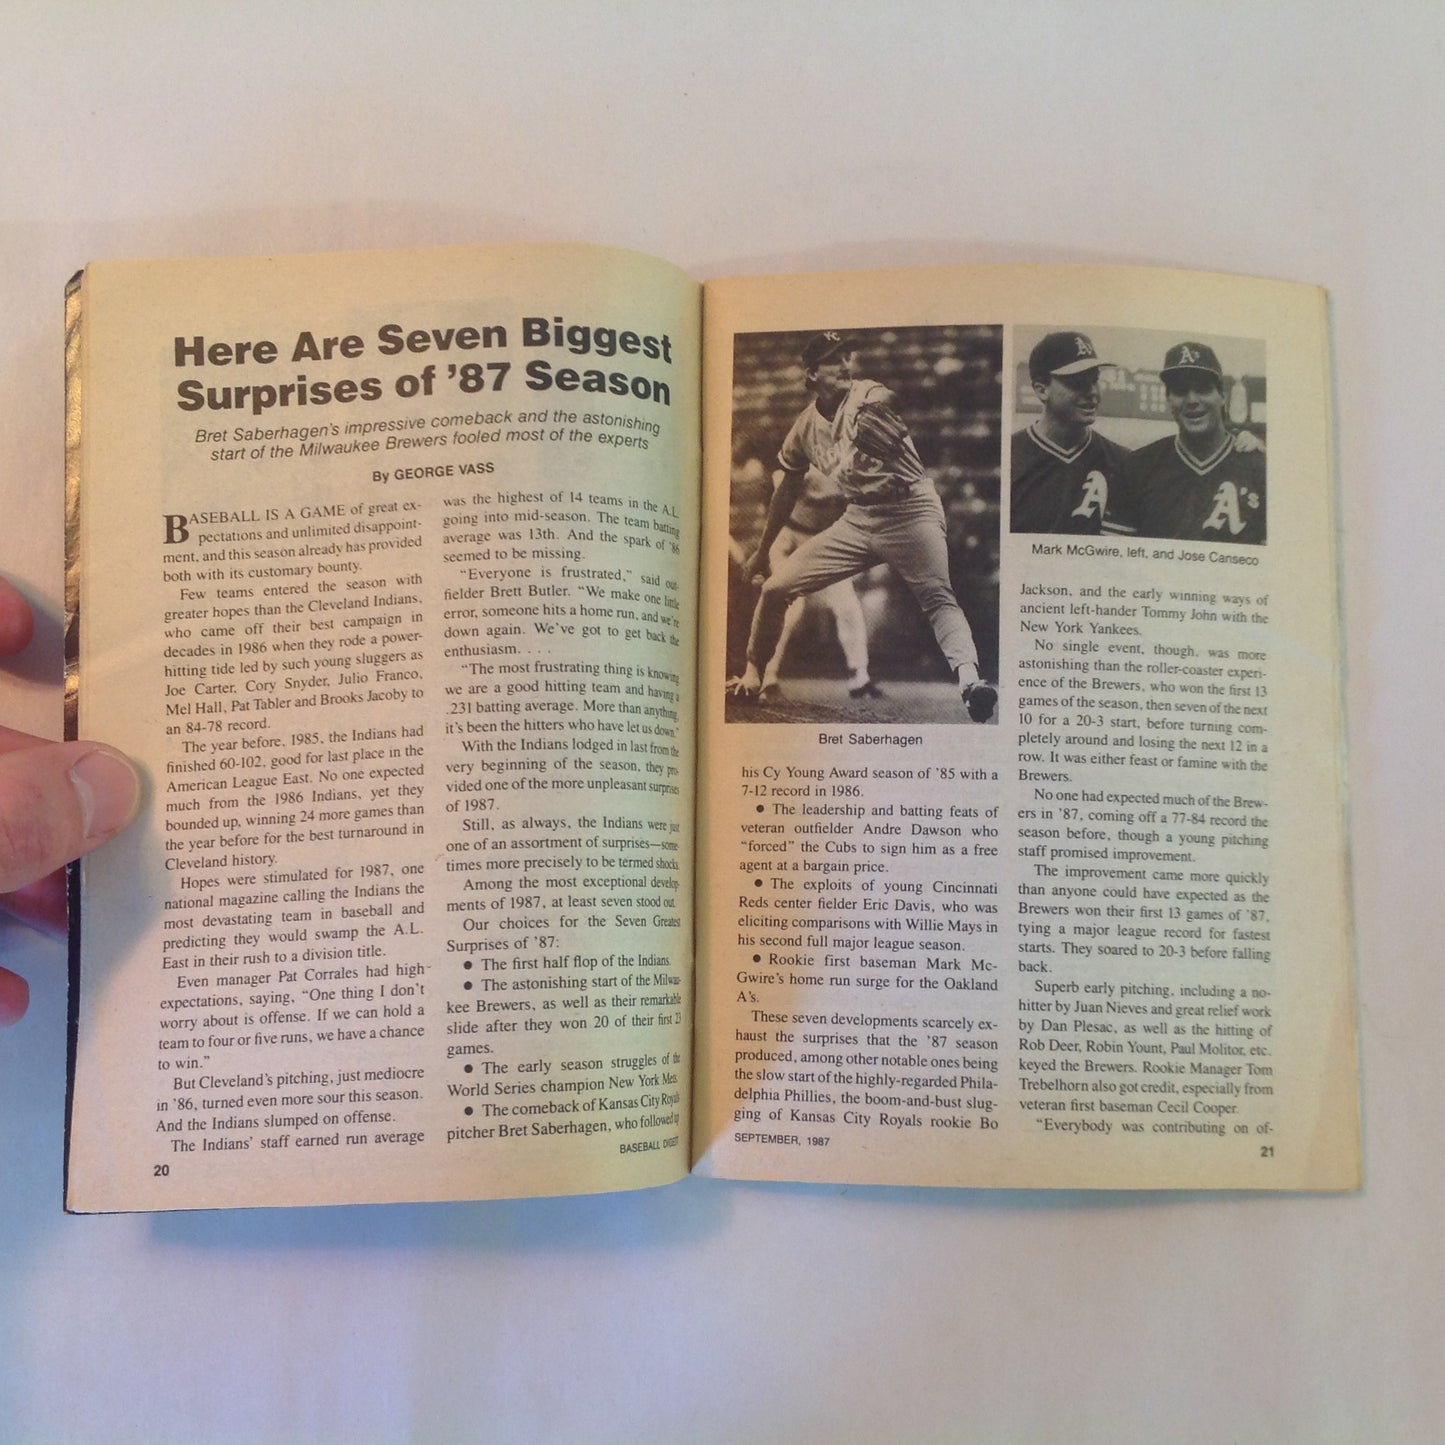 Here Are Seven Biggest
Surprises of '87 Season
Bret Saberhagen's impressive comeback and the astonishing
start of the Milwaukee Brewers fooled most of the experts
By GEORGE VASS
BASEBALL IS A GAME of great ex-
pectations and unlimited disappoint-
ment, and this season already has provided
both with its customary bounty.
Few teams entered the season with
greater hopes than the Cleveland Indians,
who came off their best campaign in
decades in 1986 when they rode a power-
hitting tide led by such young sluggers as
Joe Carter, Cory Snyder, Julio Franco,
Mel Hall, Pat Tabler and Brooks Jacoby to
an 84-78 record.
The year before, 1985, the Indians had
finished 60-102, good for last place in the
American League East. No one expected
much from the 1986 Indians, yet they
bounded up, winning 24 more games than
the year before for the best turnaround in
Cleveland history.
Hopes were stimulated for 1987, one
national magazine calling the Indians the
most devastating team in baseball and
predicting they would swamp the A.L.
East in their rush to a division title.
Even manager Pat Corrales had high
expectations, saying, "One thing I don't
worry about is offense. If we can hold a
team to four or five runs, we have a chance
to win."
But Cleveland's pitching, just mediocre
in '86, turned even more sour this season.
And the Indians slumped on offense.
The Indians' staff earned run average
20
was the highest of 14 teams in the A.L.
going into mid-season. The team batting
average was 13th. And the spark of '86
seemed to be missing.
"Everyone is frustrated," said out-
fielder Brett Butler. "We make one little
error, someone hits a home run, and we're
down again. We've got to get back the
enthusiasm. . . .
"The most frustrating thing is knowing
we are a good hitting team and having a
.231 batting average. More than anything,
it's been the hitters who have let us down."
With the Indians lodged in last from the
very beginning of the season, they pro-
vided one of the more unpleasant surprises
of 1987.
Still, as always, the Indians were just
one of an assortment of surprises—some-
times more precisely to be termed shocks.
Among the most exceptional develop-
ments of 1987, at least seven stood out.
Our choices for the Seven Greatest
Surprises of '87:
● The first half flop of the Indians.
● The astonishing start of the Milwau-
kee Brewers, as well as their remarkable
slide after they won 20 of their first 23
games.
● The early season struggles of the
World Series champion New York Mets.
● The comeback of Kansas City Royals
pitcher Bret Saberhagen, who followed up
BASEBALL DIGEST
KC
Bret Saberhagen
his Cy Young Award season of '85 with a
7-12 record in 1986.
● The leadership and batting feats of
veteran outfielder Andre Dawson who
"forced" the Cubs to sign him as a free
agent at a bargain price.
● The exploits of young Cincinnati
Reds center fielder Eric Davis, who was
eliciting comparisons with Willie Mays in
his second full major league season.
● Rookie first baseman Mark Mc-
Gwire's home run surge for the Oakland
A's.
These seven developments scarcely ex-
haust the surprises that the '87 season
produced, among other notable ones being
the slow start of the highly-regarded Phila-
delphia Phillies, the boom-and-bust slug-
ging of Kansas City Royals rookie Bo
SEPTEMBER, 1987
A's
A's
A
A's
Mark McGwire, left, and Jose Canseco
Jackson, and the early winning ways of
ancient left-hander Tommy John with the
New York Yankees.
No single event, though, was more
astonishing than the roller-coaster experi-
ence of the Brewers, who won the first 13
games of the season, then seven of the next
10 for a 20-3 start, before turning com-
pletely around and losing the next 12 in a
row. It was either feast or famine with the
Brewers.
No one had expected much of the Brew-
ers in '87, coming off a 77-84 record the
season before, though a young pitching
staff promised improvement.
The improvement came more quickly
than anyone could have expected as the
Brewers won their first 13 games of '87,
tying a major league record for fastest
starts. They soared to 20-3 before falling
back.
Superb early pitching, including a no-
hitter by Juan Nieves and great relief work
by Dan Plesac, as well as the hitting of
Rob Deer, Robin Yount, Paul Molitor, etc.
keyed the Brewers. Rookie Manager Tom
Trebelhorn also got credit, especially from
veteran first baseman Cecil Cooper.
"Everybody was contributing on of-
21